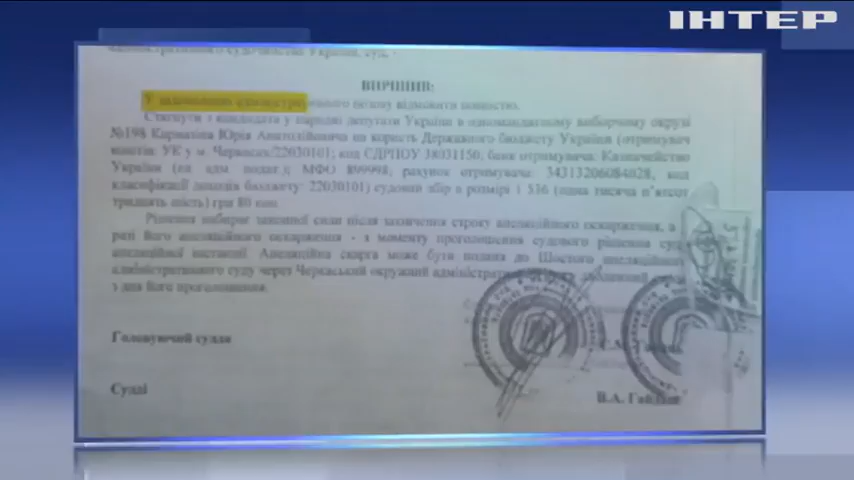 ІНТЕР
адміністративного судочинства України, суд, -
ВИРІШИВ:
У задоволенні адміністративного позову відмовити повністю.
Стягнути з кандидата у народні депутати України в одномандатному виборчому окрузі
№198 Юрія Анатолійовича на користь Державного бюджету України (отримувач
коштів: УК у м. Черкасах/22030101; код ЄДРПОУ 38031150; банк отримувача: Казначейство
України (ел. адм. подат.); МФО 899998, рахунок отримувача: код
класифікації доходів бюджету: 22030101) судовий збір в розмірі 1 536 (одна тисяча п'ятсот
тридцять шість) грн 80 коп.
Рішення набирає законної сили після закінчення строку апеляційного оскарження, а
разі його апеляційного оскарження - з моменту проголошення судового рішення суд
апеляційної інстанції. Апеляційна скарга може бути подана до Шостого апеляційного
адміністративного суду через Черкаський окружний адміністративний
з дня його проголошення.
Головуючий суддя
Судді
В.А.